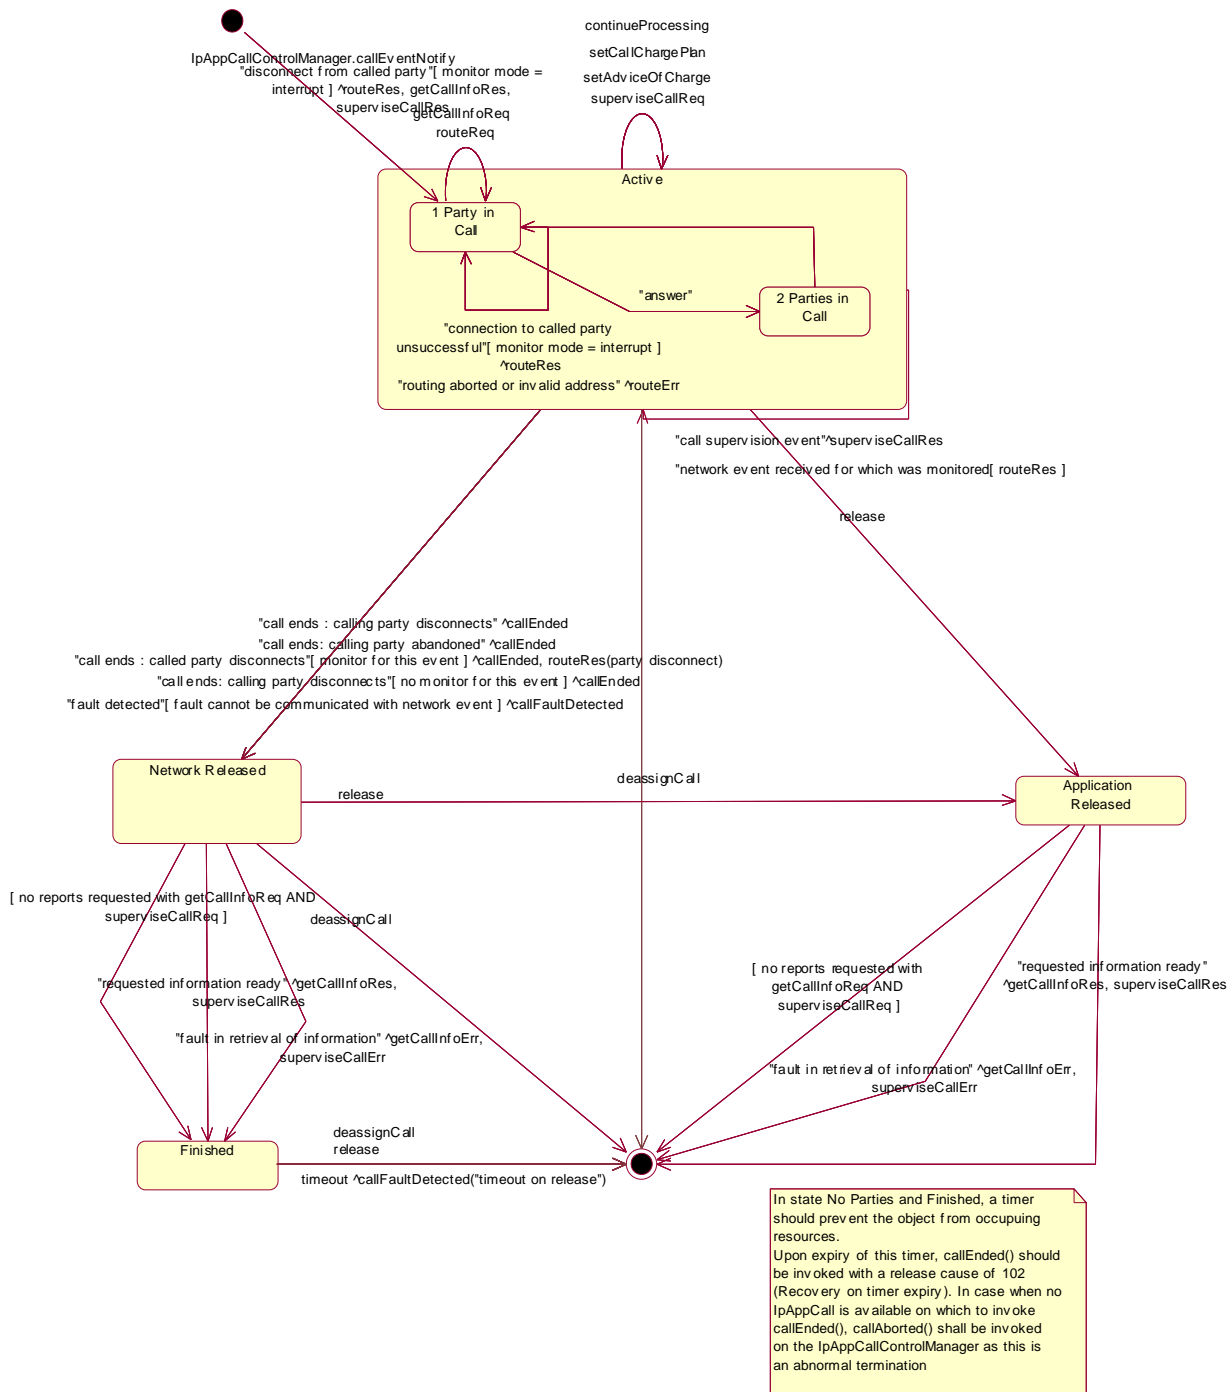 continueProcessing
setCallChargePlan
setAdviceOfCharge
superviseCallReq
IpAppCallControlManager.callEventNotify
"disconnect from called party"[ monitor mode =
interrupt ] ^routeRes, getCallInfoRes,
superviseCallRes
getCallInfoReq
routeReq
Active
1 Party in
Call
"answer"
2 Parties in
Call
"connection to called party
unsuccessful"[ monitor mode = interrupt ]
^routeRes
"routing aborted or invalid address" ^routeErr
"call supervision event"^superviseCallRes
"network event received for which was monitored[ routeRes ]
release
"call ends : calling party disconnects" ^callEnded
"call ends: calling party abandoned" ^callEnded
"call ends : called party disconnects"[ monitor for this event ] ^callEnded, routeRes(party disconnect)
"call ends: calling party disconnects"[ no monitor for this event ] ^callEnded
"fault detected"[ fault cannot be communicated with network event ] ^callFaultDetected
Network Released
deassignCall
release
Application
Released
[ no reports requested with getCallInfoReq AND
superviseCallReq ]
deassignCall
"requested information ready" ^getCallInfoRes,
superviseCallRes
"fault in retrieval of information" ^getCallInfoErr,
superviseCallErr
[ no reports requested with
getCallInfoReq AND
superviseCallReq ]
"requested information ready"
^getCallInfoRes, superviseCallRes
"fault in retrieval of information" ^getCallInfoErr,
superviseCallErr
Finished
deassignCall
release
timeout ^callFaultDetected("timeout on release")
In state No Parties and Finished, a timer
should prevent the object from occupuing
resources.
Upon expiry of this timer, callEnded() should
be invoked with a release cause of 102
(Recovery on timer expiry). In case when no
IpAppCall is available on which to invoke
callEnded(), callAborted() shall be invoked
on the IpAppCallControlManager as this is
an abnormal termination